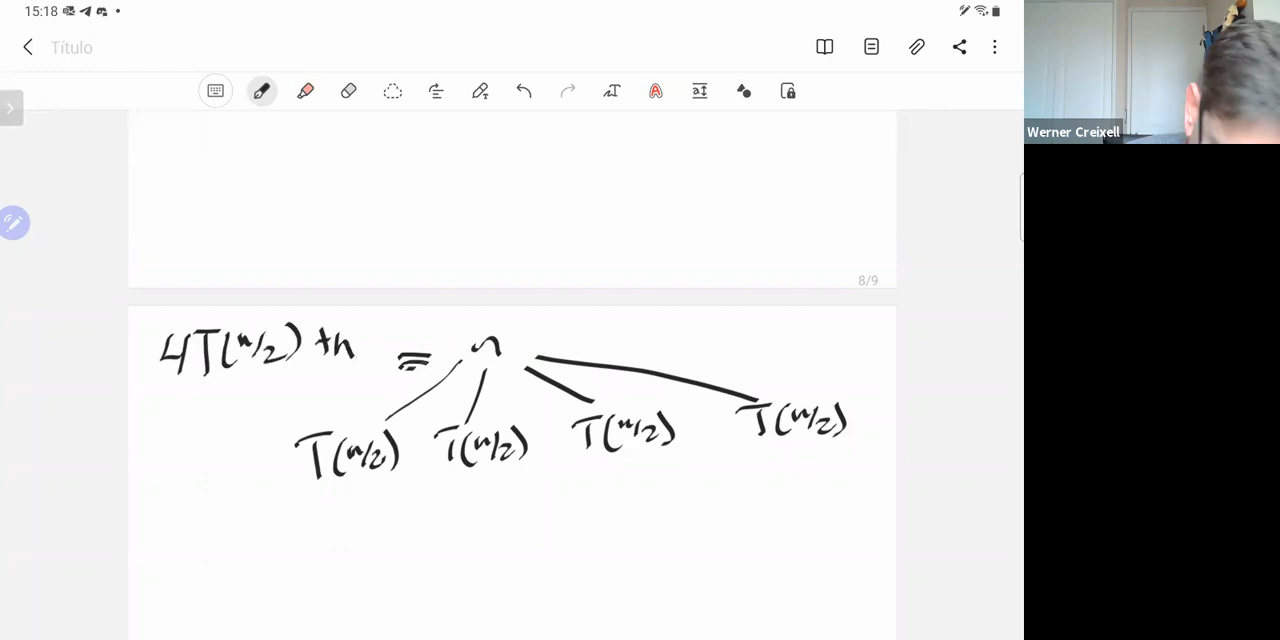 15:18
Título
Werner Creixell
8/9
4T(n/2) + n = n
T(n/2) T(n/2) T(n/2) T(n/2)